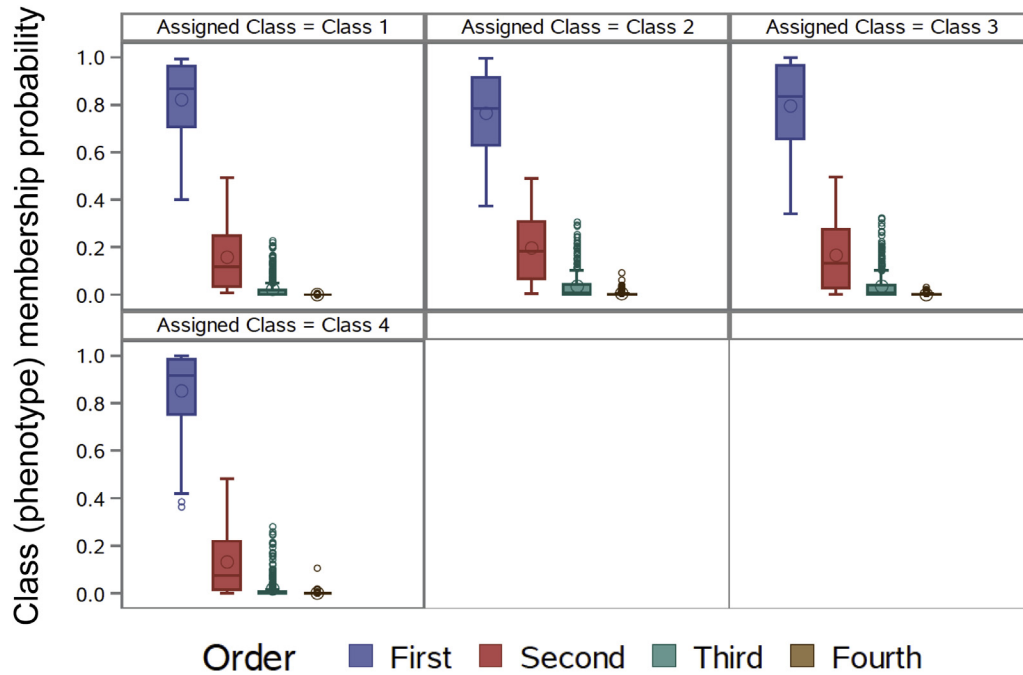 Class (phenotype) membership probability
Assigned Class = Class 1
Assigned Class = Class 2
Assigned Class = Class 3
1.0
0.8
0.6
0.4
0.2
0.0
Assigned Class = Class 4
1.0
0.8
0.6
0.4
0.2
0.0
Order First Second Third Fourth